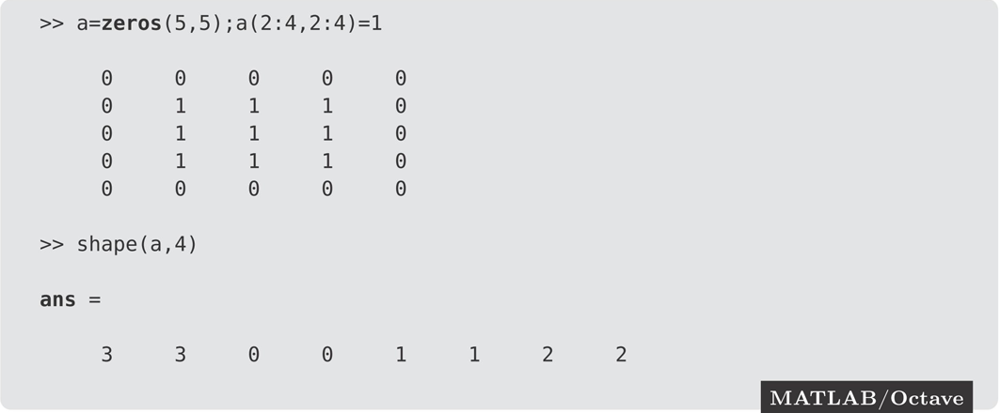 >> a=zeros(5,5);a(2:4,2:4)=1
0 0 0 0 0
0 1 1 1 0
0 1 1 1 0
0 1 1 1 0
0 0 0 0 0
>> shape(a,4)
ans =
3 3 0 0 1 1 2 2
MATLAB/Octave